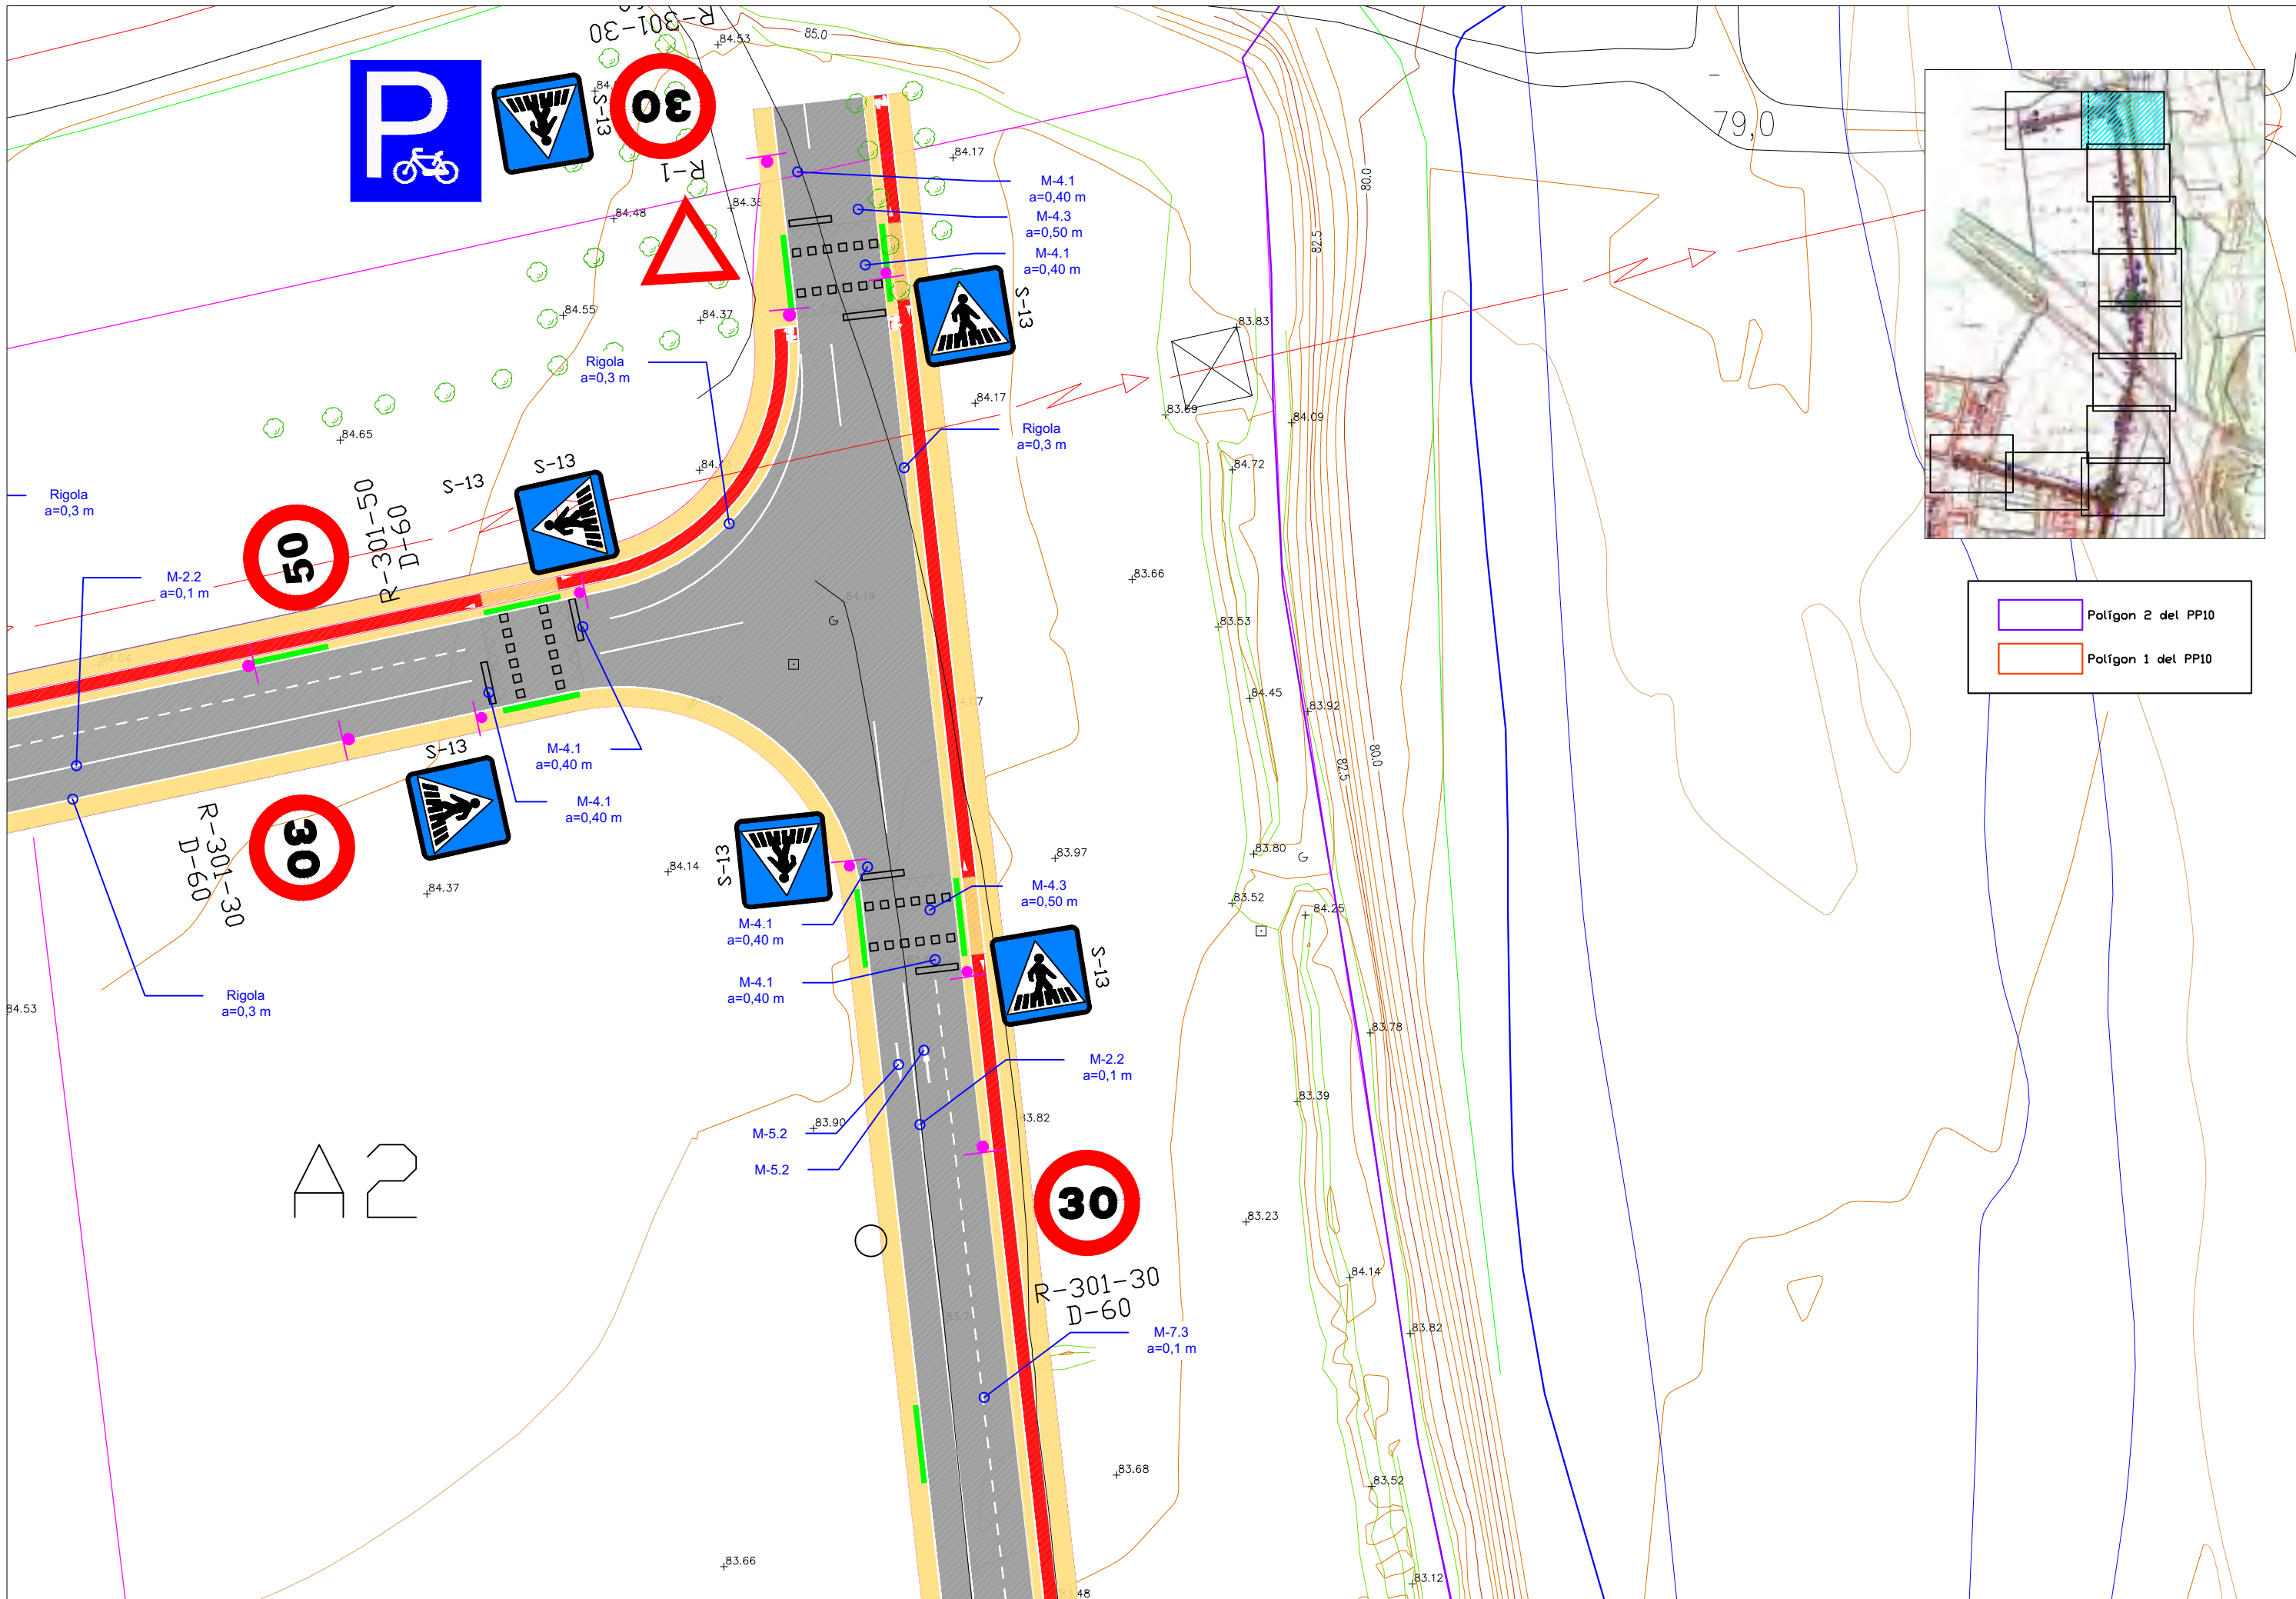 R-301-30
84.53
85.0
P
S-13
30
R-1
84.17
79,0
84.48
M-4.1
a=0,40 m
M-4.3
a=0,50 m
M-4.1
a=0,40 m
80.0
82.5
S-13
84.55
84.37
83.83
Rigola
a=0,3 m
84.17
83.69
84.09
84.65
Rigola
a=0,3 m
84.72
S-13
S-13
Rigola
a=0,3 m
50
R-301-50
D-60
M-2.2
a=0,1 m
83.66
84.19
G
83.53
Polígon 2 del PP10
Polígon 1 del PP10
84.64
84.45
83.92
S-13
M-4.1
a=0,40 m
82.5
80.0
M-4.1
a=0,40 m
30
R-301-30
D-60
S-13
84.14
83.97
83.80
G
84.37
M-4.3
a=0,50 m
83.52
84.25
M-4.1
a=0,40 m
S-13
M-4.1
a=0,40 m
Rigola
a=0,3 m
84.53
83.78
M-2.2
a=0,1 m
83.39
83.90
83.82
M-5.2
M-5.2
A2
30
83.23
R-301-30
D-60
84.14
M-7.3
a=0,1 m
83.82
83.68
83.52
83.66
83.12